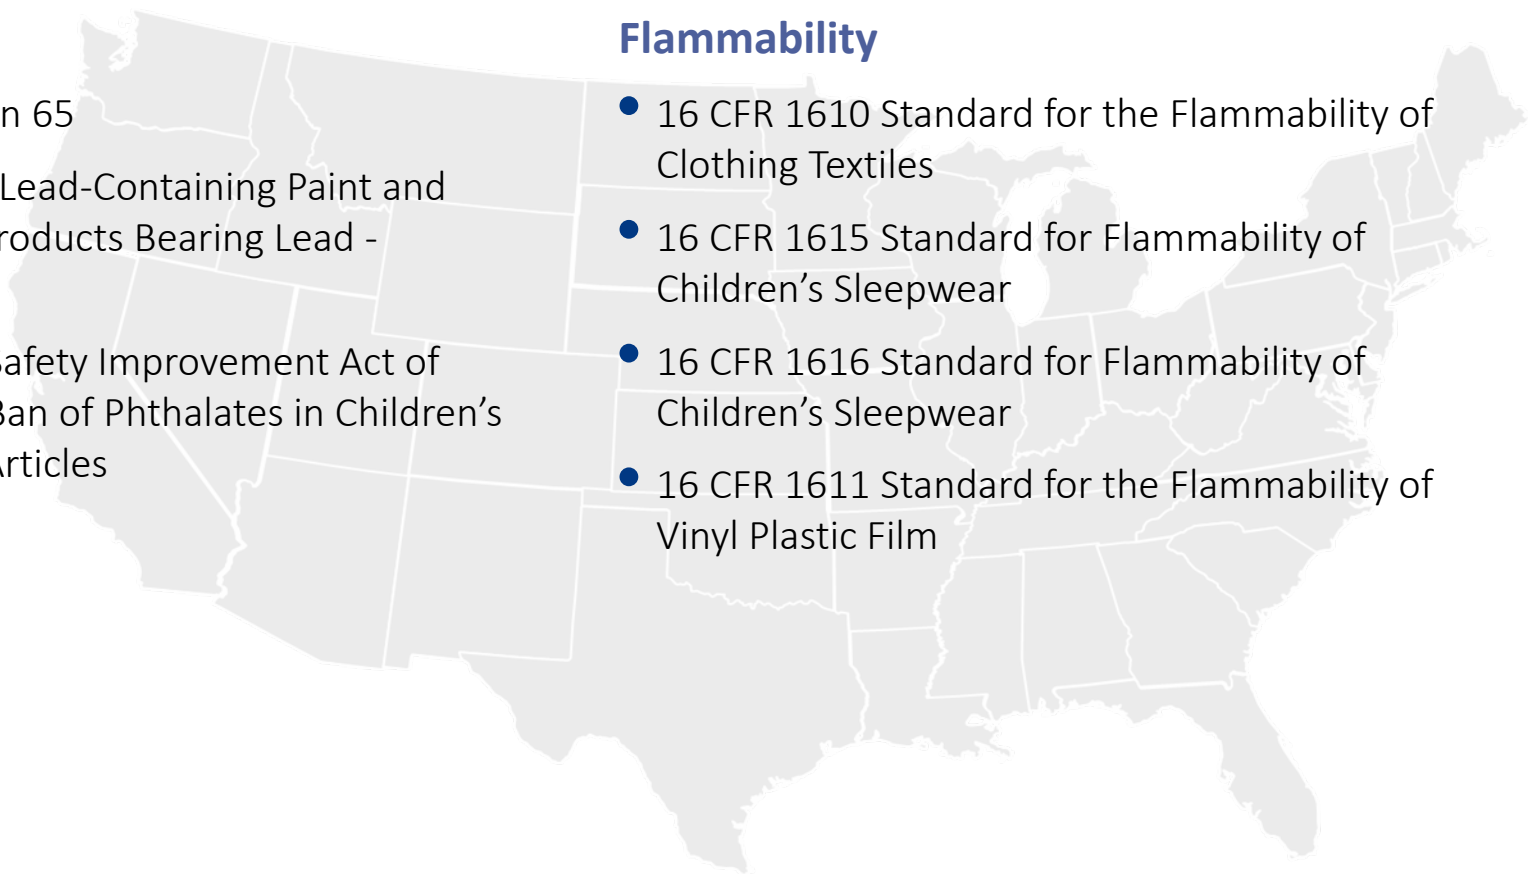 n 65
Lead-Containing Paint and
roducts Bearing Lead -
afety Improvement Act of
Ban of Phthalates in Children’s
Articles
Flammability
• 16 CFR 1610 Standard for the Flammability of
Clothing Textiles
• 16 CFR 1615 Standard for Flammability of
Children’s Sleepwear
• 16 CFR 1616 Standard for Flammability of
Children’s Sleepwear
• 16 CFR 1611 Standard for the Flammability of
Vinyl Plastic Film